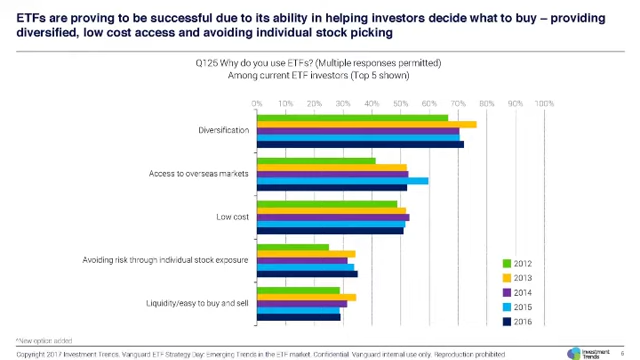 ETFs are proving to be successful due to its ability in helping investors decide what to buy – providing
diversified, low cost access and avoiding individual stock picking
Q125 Why do you use ETFs? (Multiple responses permitted)
Among current ETF investors (Top 5 shown)
0% 10% 20% 30% 40% 50% 60% 70% 80% 90% 100%
Diversification
Access to overseas markets
Low cost
Avoiding risk through individual stock exposure
Liquidity/easy to buy and sell
2012
2013
2014
2015
2016
^New option added
Copyright 2017 Investment Trends. Vanguard ETF Strategy Day: Emerging Trends in the ETF market. Confidential. Vanguard internal use only. Reproduction prohibited
Investment
Trends
6